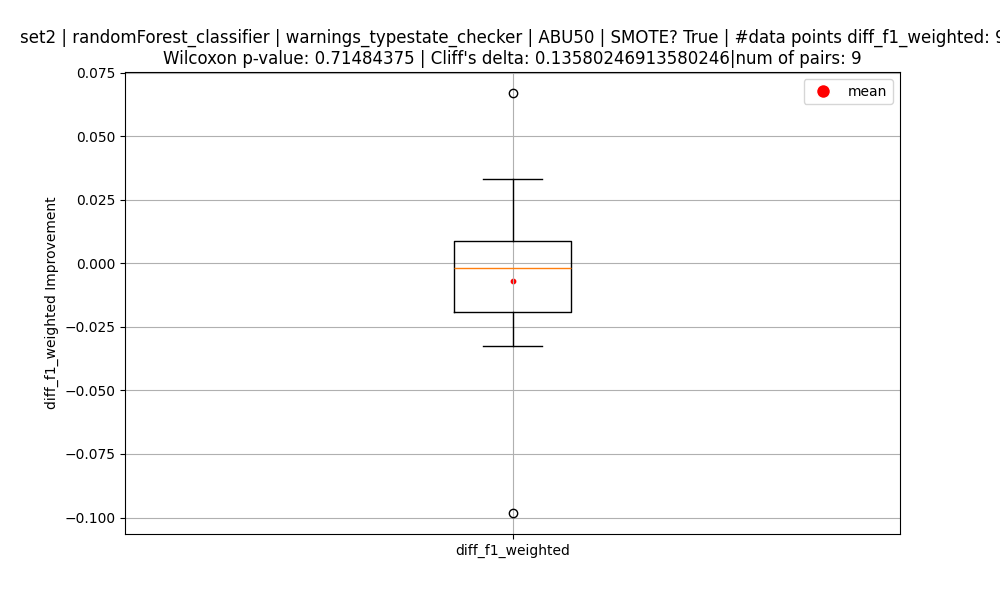 set2 | randomForest_classifier | warnings_typestate_checker | ABU50 | SMOTE? True | #data points diff_f1_weighted: 9
Wilcoxon p-value: 0.71484375 | Cliff's delta: 0.13580246913580246|num of pairs: 9
0.075
mean
0.050
0.025
0.000
−0.025
−0.050
−0.075
−0.100
diff_f1_weighted Improvement
diff_f1_weighted